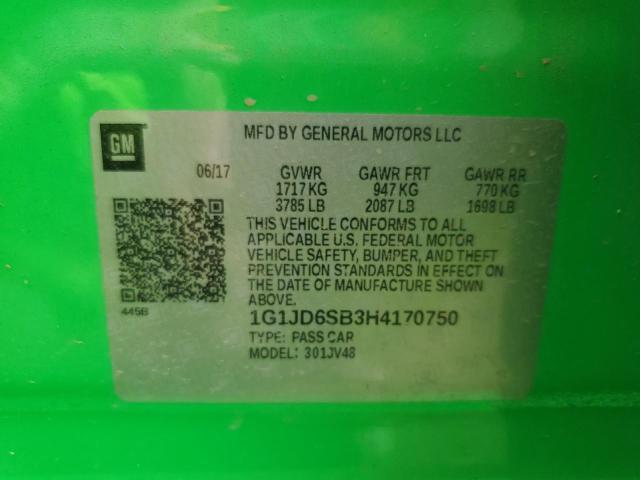 GM
MFD BY GENERAL MOTORS LLC
06/17 GVWR GAWR FRT GAWR RR
1717 KG 947 KG 770 KG
3785 LB 2087 LB 1698 LB
THIS VEHICLE CONFORMS TO ALL
APPLICABLE U.S. FEDERAL MOTOR
VEHICLE SAFETY, BUMPER, AND THEFT
PREVENTION STANDARDS IN EFFECT ON
THE DATE OF MANUFACTURE SHOWN
ABOVE.
445B
1G1JD6SB3H4170750
TYPE: PASS CAR
MODEL: 301JV48